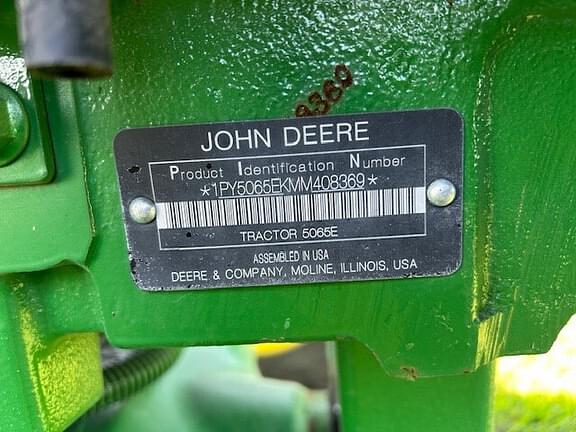 8369
JOHN DEERE
Product Identification Number
*1PY5065EKMM408369*
TRACTOR 5065E
ASSEMBLED IN USA
DEERE & COMPANY, MOLINE, ILLINOIS, USA